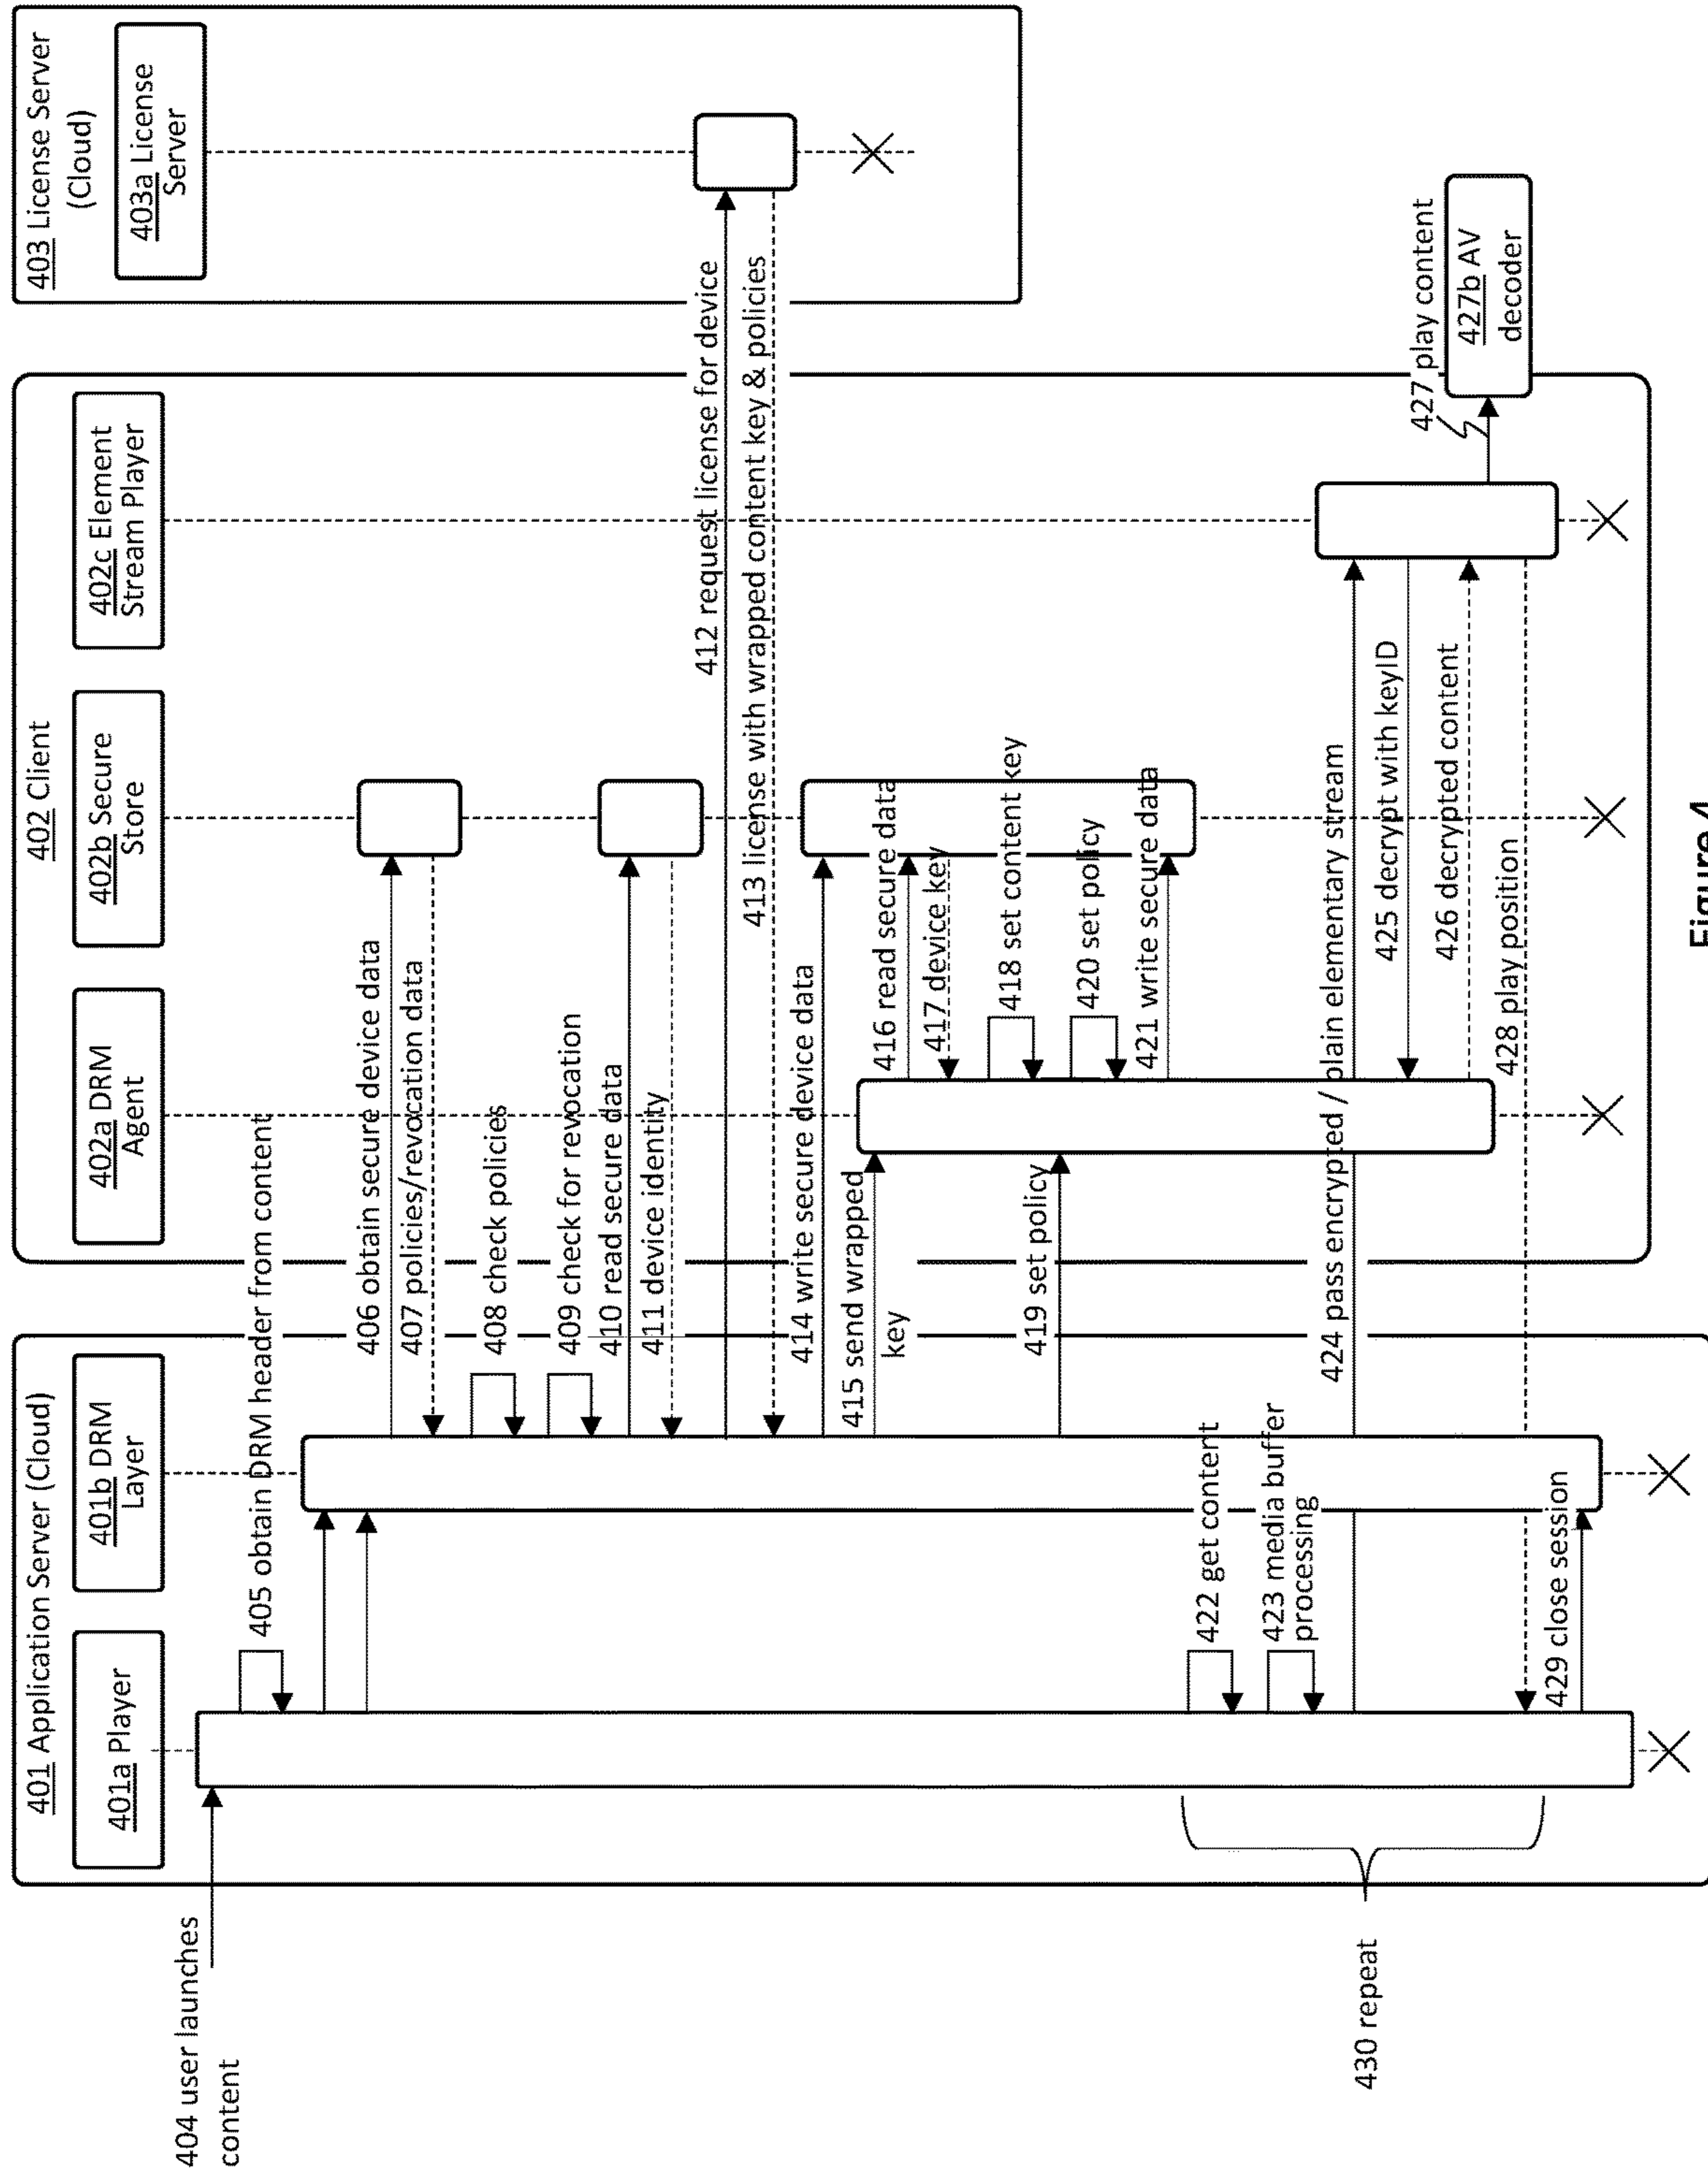 401 Application Server (Cloud)
401a Player
401b DRM
Layer
402 Client
402a DRM
Agent
402b Secure
Store
402c Element
Stream Player
403 License Server
(Cloud)
403a License
Server
404 user launches
content
405 obtain DRM header from content
406 obtain secure device data
407 policies/revocation data
408 check policies
409 check for revocation
410 read secure data
411 device identity
412 request license for device
413 license with wrapped content key & policies
414 write secure device data
415 send wrapped
key
416 read secure data
417 device key
418 set content key
419 set policy
420 set policy
421 write secure data
422 get content
423 media buffer
processing
424 pass encrypted / plain elementary stream
425 decrypt with keyID
426 decrypted content
427 play content
427b AV
decoder
428 play position
429 close session
430 repeat
Figure 4